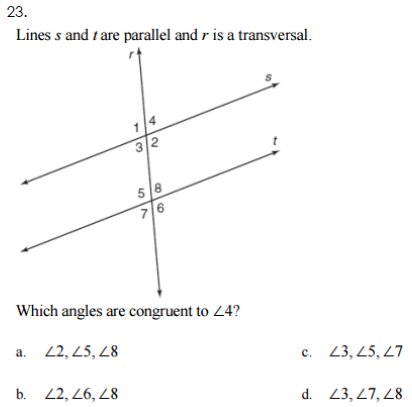 23.
Lines s and t are parallel and r is a transversal.
r
s
1 4
3 2
t
5 8
7 6
Which angles are congruent to ∠4?
a. ∠2, ∠5, ∠8
c. ∠3, ∠5, ∠7
b. ∠2, ∠6, ∠8
d. ∠3, ∠7, ∠8